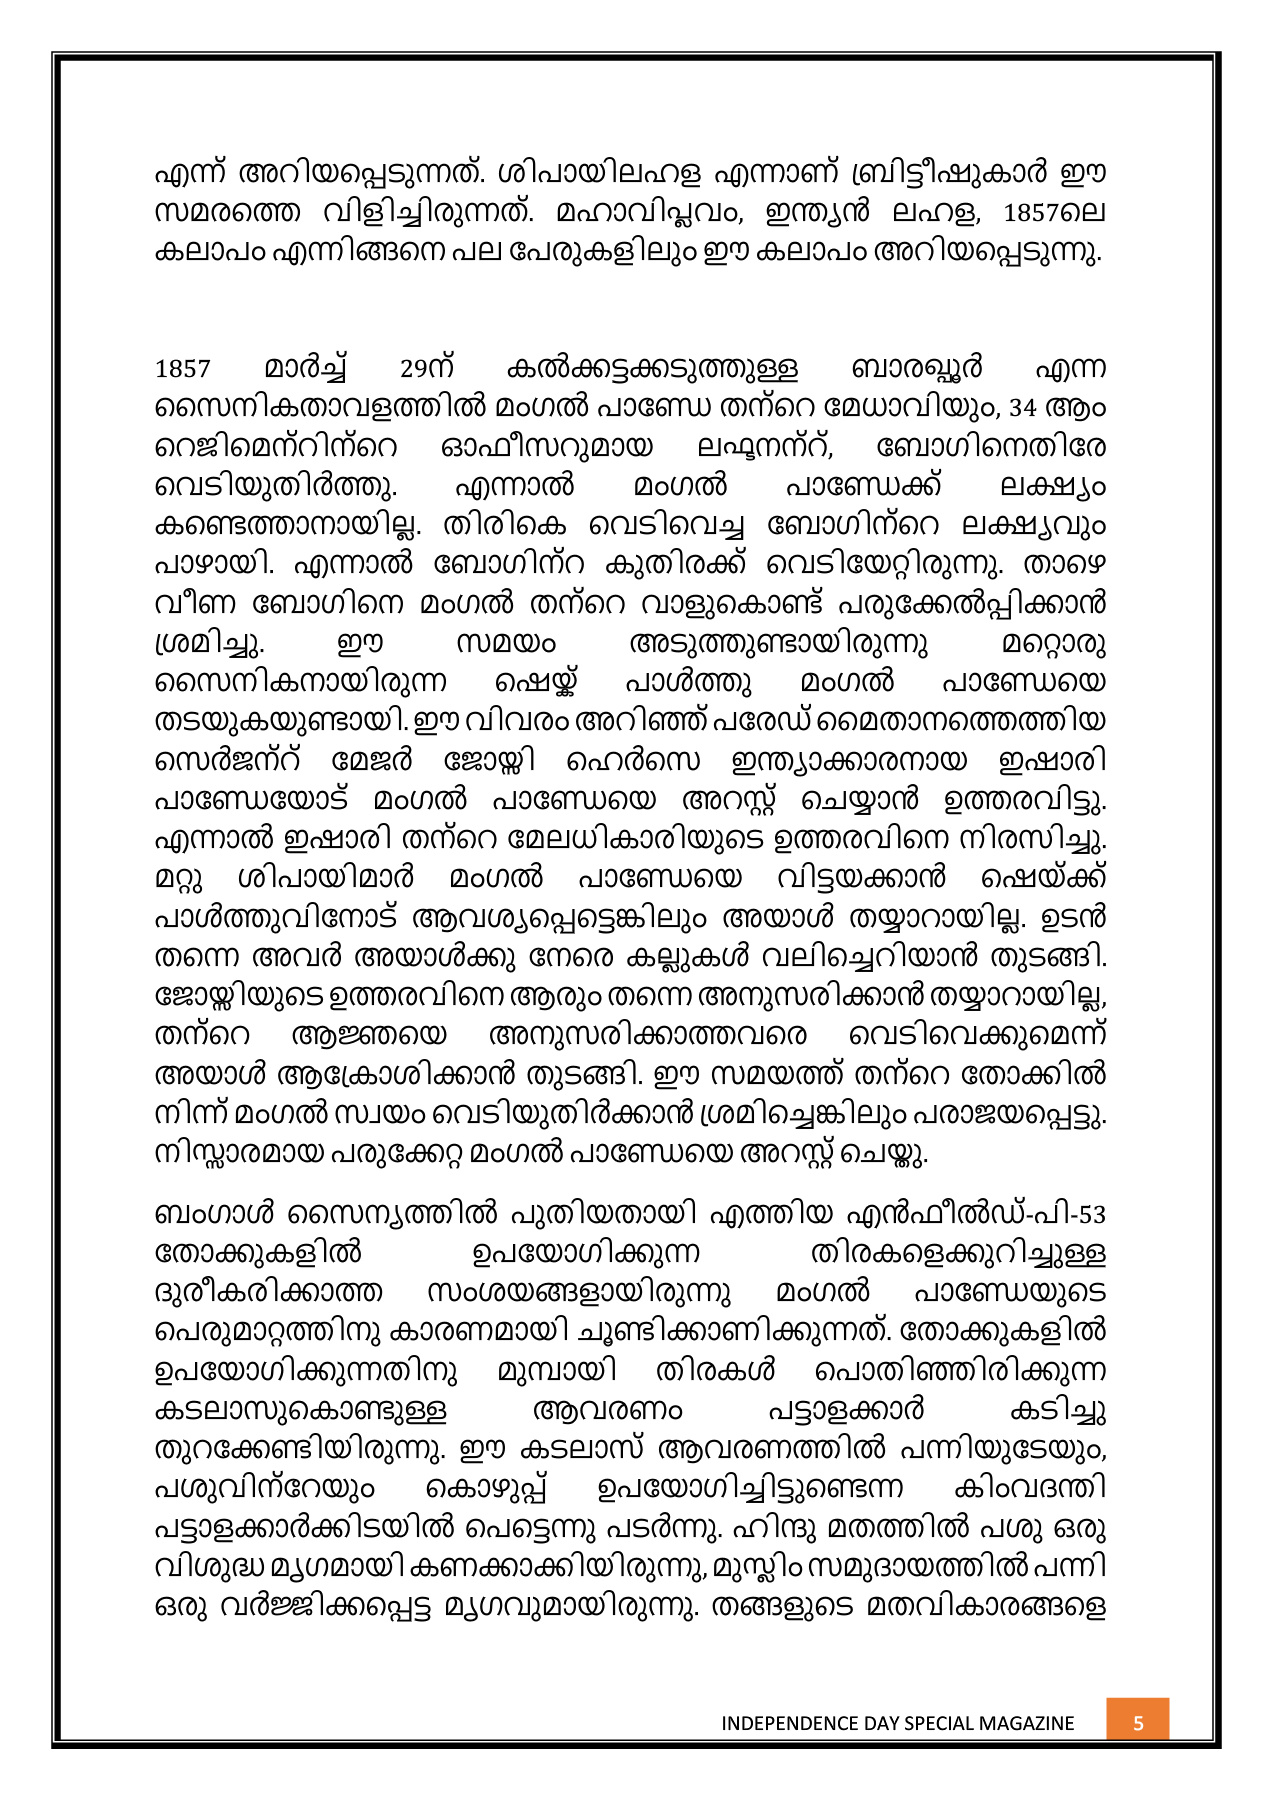 എന്ന് അറിയപ്പെടുന്നത്. ശിപായിലഹള എന്നാണ് ബ്രിട്ടീഷുകാർ ഈ
സമരത്തെ വിളിച്ചിരുന്നത്. മഹാവിപ്ലവം, ഇന്ത്യൻ ലഹള, 1857ലെ
കലാപം എന്നിങ്ങനെ പല പേരുകളിലും ഈ കലാപം അറിയപ്പെടുന്നു.
1857 മാർച്ച് 29ന് കൽക്കട്ടക്കടുത്തുള്ള ബാരഖ്പൂർ എന്ന
സൈനികതാവളത്തിൽ മംഗൽ പാണ്ഡേ തന്റെ മേധാവിയും, 34 ആം
റെജിമെന്റിന്റെ ഓഫീസറുമായ ലഫ്ടനന്റ്, ബോഗിനെതിരേ
വെടിയുതിർത്തു. എന്നാൽ മംഗൽ പാണ്ഡേക്ക് ലക്ഷ്യം
കണ്ടെത്താനായില്ല. തിരികെ വെടിവെച്ച ബോഗിന്റെ ലക്ഷ്യവും
പാഴായി. എന്നാൽ ബോഗിന്റ കുതിരക്ക് വെടിയേറ്റിരുന്നു. താഴെ
വീണ ബോഗിനെ മംഗൽ തന്റെ വാളുകൊണ്ട് പരുക്കേൽപ്പിക്കാൻ
ശ്രമിച്ചു. ഈ സമയം അടുത്തുണ്ടായിരുന്നു മറ്റൊരു
സൈനികനായിരുന്ന ഷെയ്ക് പാൾത്തു മംഗൽ പാണ്ഡേയെ
തടയുകയുണ്ടായി. ഈ വിവരം അറിഞ്ഞ് പരേഡ് മൈതാനത്തെത്തിയ
സെർജന്റ് മേജർ ജോയ്സി ഹെർസെ ഇന്ത്യാക്കാരനായ ഇഷാരി
പാണ്ഡേയോട് മംഗൽ പാണ്ഡേയെ അറസ്റ്റ് ചെയ്യാൻ ഉത്തരവിട്ടു.
എന്നാൽ ഇഷാരി തന്റെ മേലധികാരിയുടെ ഉത്തരവിനെ നിരസിച്ചു.
മറ്റു ശിപായിമാർ മംഗൽ പാണ്ഡേയെ വിട്ടയക്കാൻ ഷെയ്ക്ക്
പാൾത്തുവിനോട് ആവശ്യപ്പെട്ടെങ്കിലും അയാൾ തയ്യാറായില്ല. ഉടൻ
തന്നെ അവർ അയാൾക്കു നേരെ കല്ലുകൾ വലിച്ചെറിയാൻ തുടങ്ങി.
ജോയ്സിയുടെ ഉത്തരവിനെ ആരും തന്നെ അനുസരിക്കാൻ തയ്യാറായില്ല,
തന്റെ ആജ്ഞയെ അനുസരിക്കാത്തവരെ വെടിവെക്കുമെന്ന്
അയാൾ ആക്രോശിക്കാൻ തുടങ്ങി. ഈ സമയത്ത് തന്റെ തോക്കിൽ
നിന്ന് മംഗൽ സ്വയം വെടിയുതിർക്കാൻ ശ്രമിച്ചെങ്കിലും പരാജയപ്പെട്ടു.
നിസ്സാരമായ പരുക്കേറ്റ മംഗൽ പാണ്ഡേയെ അറസ്റ്റ് ചെയ്തു.
ബംഗാൾ സൈന്യത്തിൽ പുതിയതായി എത്തിയ എൻഫീൽഡ്-പി-53
തോക്കുകളിൽ ഉപയോഗിക്കുന്ന തിരകളെക്കുറിച്ചുള്ള
ദുരീകരിക്കാത്ത സംശയങ്ങളായിരുന്നു മംഗൽ പാണ്ഡേയുടെ
പെരുമാറ്റത്തിനു കാരണമായി ചൂണ്ടിക്കാണിക്കുന്നത്. തോക്കുകളിൽ
ഉപയോഗിക്കുന്നതിനു മുമ്പായി തിരകൾ പൊതിഞ്ഞിരിക്കുന്ന
കടലാസുകൊണ്ടുള്ള ആവരണം പട്ടാളക്കാർ കടിച്ചു
തുറക്കേണ്ടിയിരുന്നു. ഈ കടലാസ് ആവരണത്തിൽ പന്നിയുടേയും,
പശുവിന്റേയും കൊഴുപ്പ് ഉപയോഗിച്ചിട്ടുണ്ടെന്ന കിംവദന്തി
പട്ടാളക്കാർക്കിടയിൽ പെട്ടെന്നു പടർന്നു. ഹിന്ദു മതത്തിൽ പശു ഒരു
വിശുദ്ധ മൃഗമായി കണക്കാക്കിയിരുന്നു, മുസ്ലിം സമുദായത്തിൽ പന്നി
ഒരു വർജ്ജിക്കപ്പെട്ട മൃഗവുമായിരുന്നു. തങ്ങളുടെ മതവികാരങ്ങളെ
INDEPENDENCE DAY SPECIAL MAGAZINE 5